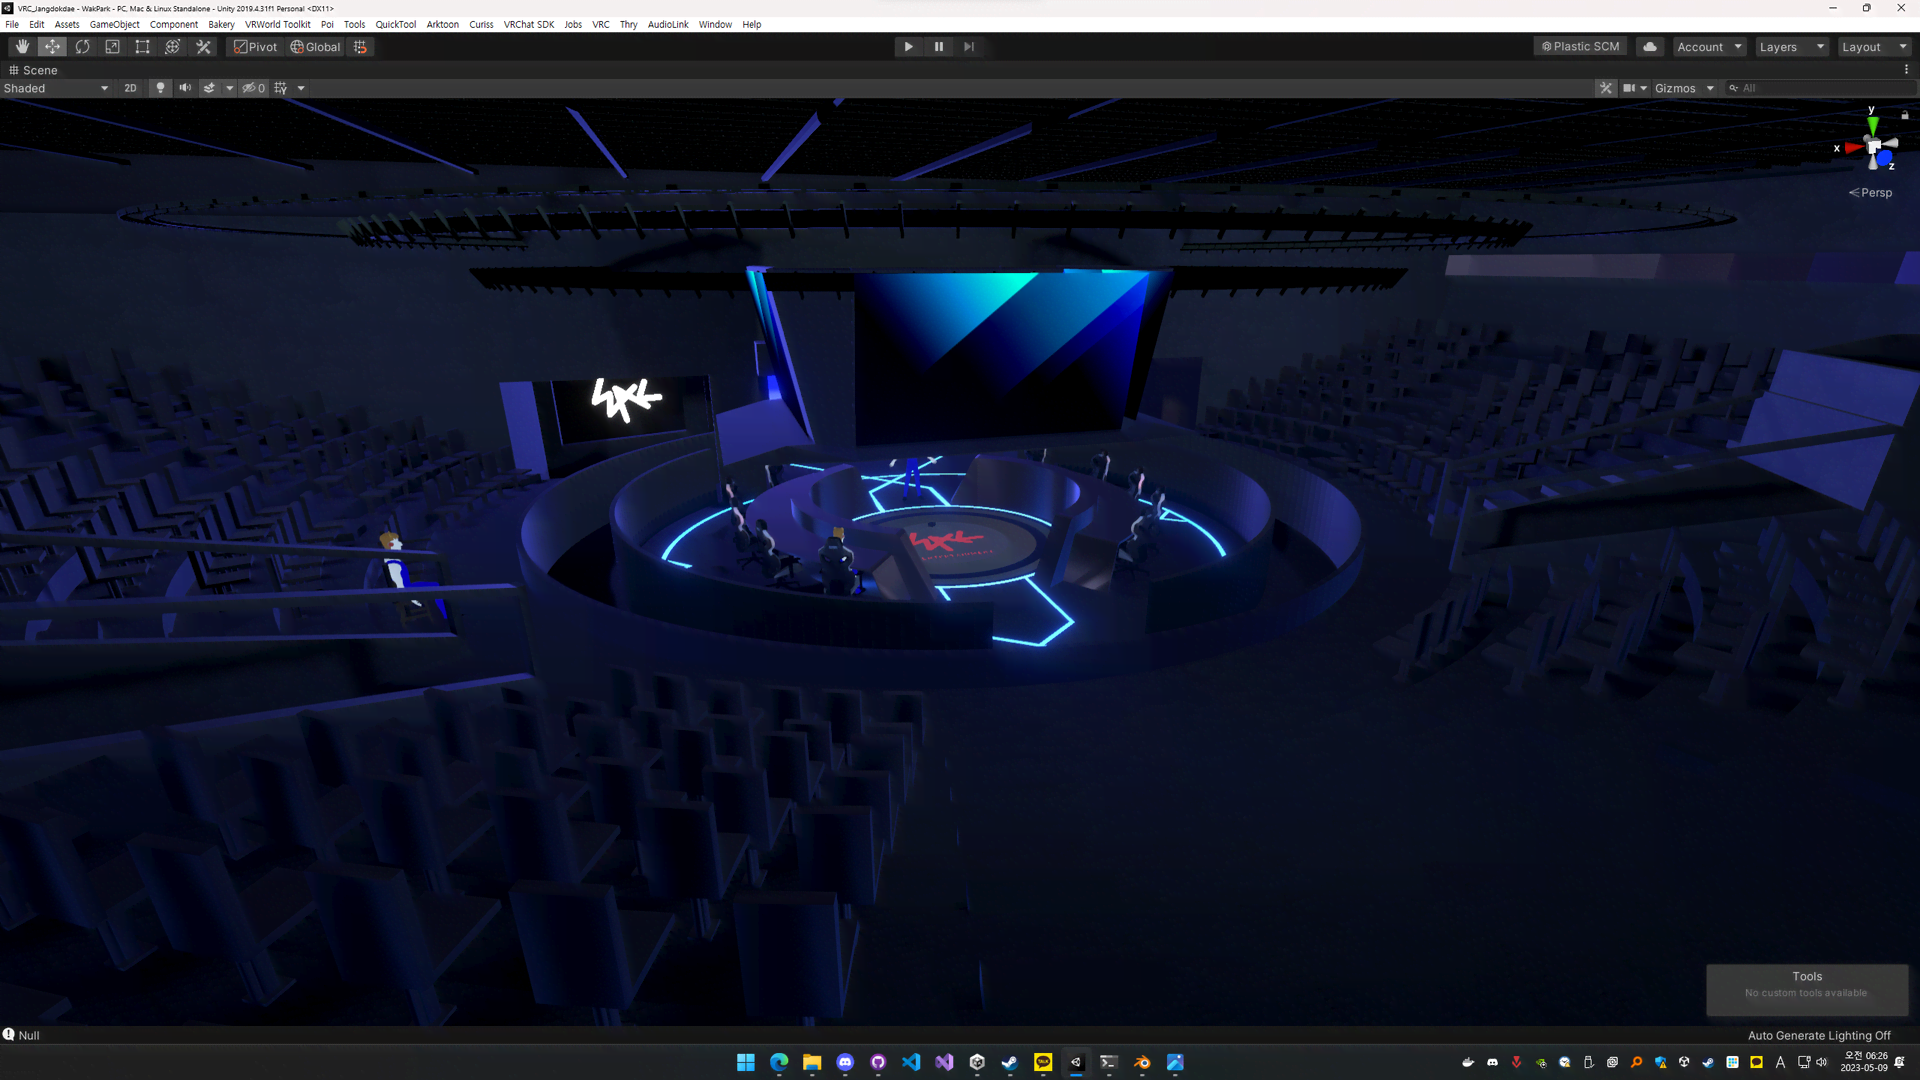 VRC_Jangdokdae - WakPark - PC, Mac & Linux Standalone - Unity 2019.4.31f1 Personal <DX11>
File Edit Assets GameObject Component Bakery VRWorld Toolkit Poi Tools QuickTool Arktoon Curiss VRChat SDK Jobs VRC Thry AudioLink Window Help
Pivot Global Plastic SCM Account Layers Layout
Scene
Shaded 2D 0 Gizmos All
y
x
z
Persp
Tools
No custom tools available
Null
Auto Generate Lighting Off
TALK
A
오전 06:26
2023-05-09